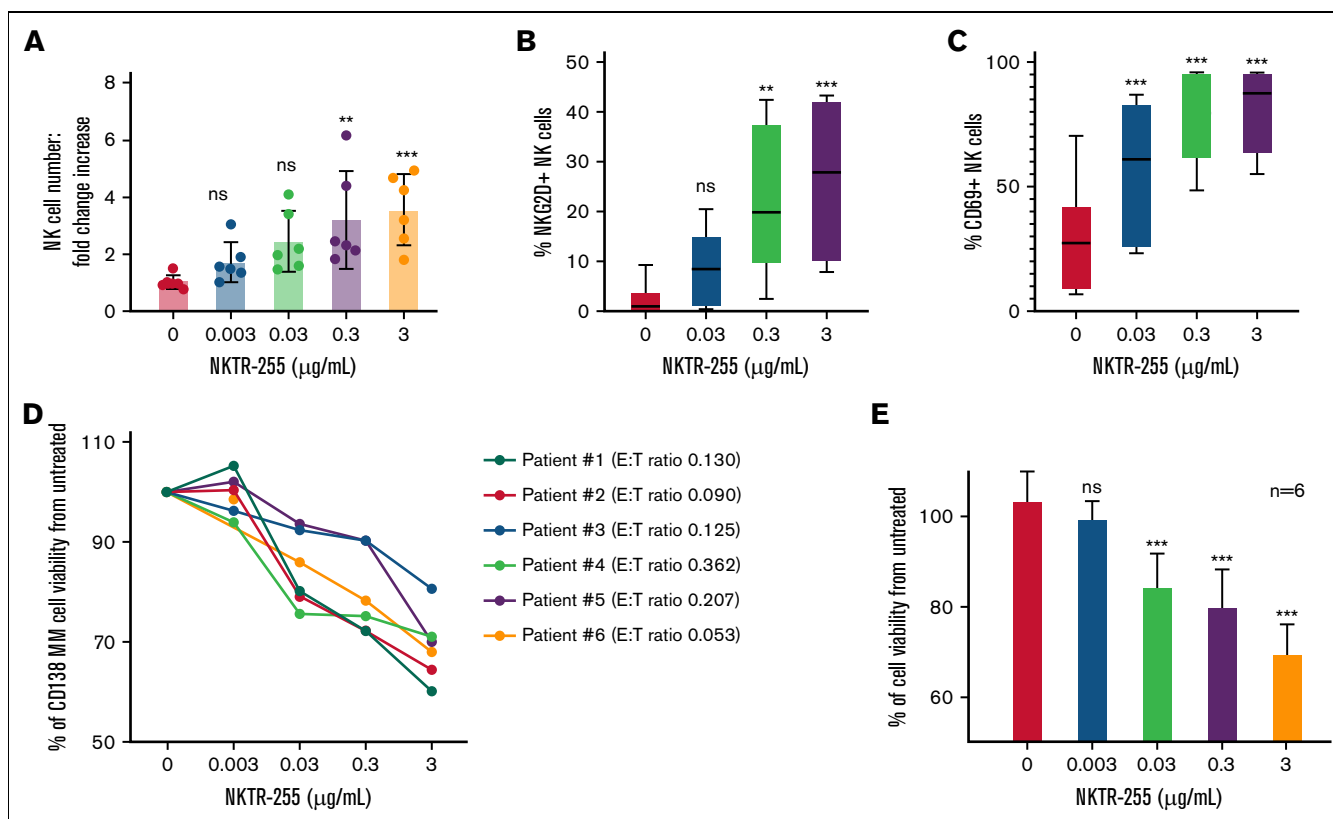 A
NK cell number:
fold change increase
8
6
4
2
0
ns
ns
**
***
0 0.003 0.03 0.3 3
NKTR-255 (μg/mL)
B
% NKG2D+ NK cells
50
40
30
20
10
0
ns
**
***
0 0.03 0.3 3
NKTR-255 (μg/mL)
C
% CD69+ NK cells
100
50
0
***
***
***
0 0.03 0.3 3
NKTR-255 (μg/mL)
D
% of CD138 MM cell viability from untreated
110
90
70
50
0 0.003 0.03 0.3 3
NKTR-255 (μg/mL)
Patient #1 (E:T ratio 0.130)
Patient #2 (E:T ratio 0.090)
Patient #3 (E:T ratio 0.125)
Patient #4 (E:T ratio 0.362)
Patient #5 (E:T ratio 0.207)
Patient #6 (E:T ratio 0.053)
E
% of cell viability from untreated
100
80
60
ns
***
***
***
n=6
0 0.003 0.03 0.3 3
NKTR-255 (μg/mL)